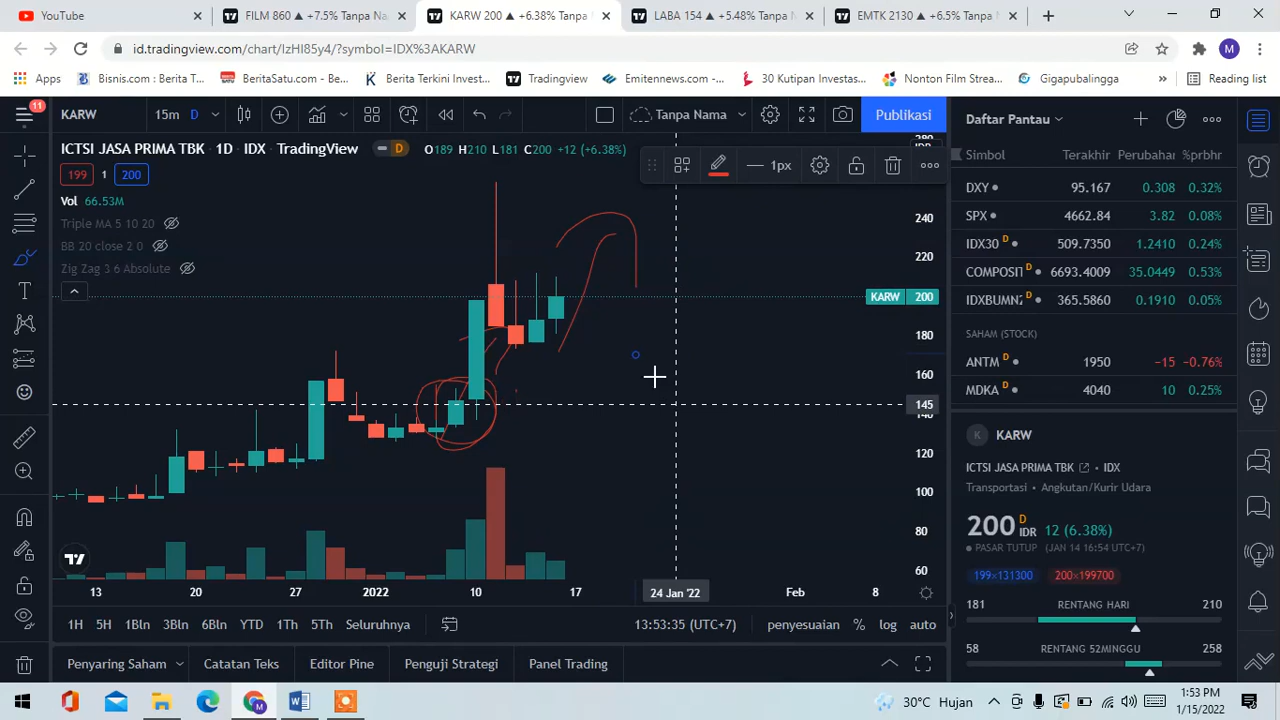 YouTube
FILM 860 ▲ +7.5% Tanpa Na
KARW 200 ▲ +6.38% Tanpa N
LABA 154 ▲ +5.48% Tanpa N
EMTK 2130 ▲ +6.5% Tanpa N
id.tradingview.com/chart/IzHI85y4/?symbol=IDX%3AKARW
M
Apps
Bisnis.com: Berita T...
BeritaSatu.com - Be...
Berita Terkini Invest...
Tradingview
Emitennews.com
30 Kutipan Investas...
Nonton Film Strea...
Gigapubalingga
»
Reading list
11
KARW
15m
D
Tanpa Nama
Publikasi
Daftar Pantau
ICTSI JASA PRIMA TBK • 1D • IDX • TradingView
D
O189 H210 L181 C200 +12 (+6.38%)
199
1
200
1px
Vol 66.53M
Triple MA 5 10 20
BB 20 close 2 0
Zig Zag 3 6 Absolute
240
220
KARW 200
180
160
145
120
100
80
60
13
20
27
2022
10
17
24 Jan '22
Feb
8
1H
5H
1Bln
3Bln
6Bln
YTD
1Th
5Th
Seluruhnya
13:53:35 (UTC+7)
penyesuaian
%
log
auto
Penyaring Saham
Catatan Teks
Editor Pine
Penguji Strategi
Panel Trading
Simbol Terakhir Perubahan %prbhr
DXY 95.167 0.308 0.32%
SPX 4662.84 3.82 0.08%
IDX30 D 509.7350 1.2410 0.24%
COMPOSIT D 6693.4009 35.0449 0.53%
IDXBUMN2 D 365.5860 0.1910 0.05%
SAHAM (STOCK)
ANTM 1950 −15 −0.76%
MDKA 4040 10 0.25%
K
KARW
ICTSI JASA PRIMA TBK • IDX
Transportasi • Angkutan/Kurir Udara
200 D IDR 12 (6.38%)
PASAR TUTUP (JAN 14 16:54 UTC+7)
199×131300
200×199700
181 RENTANG HARI 210
58 RENTANG 52MINGGU 258
30°C Hujan
1:53 PM
1/15/2022